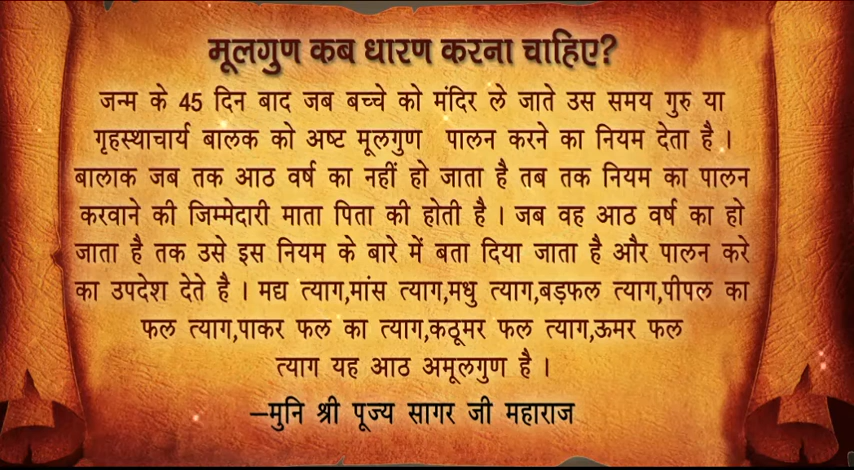 मूलगुण कब धारण करना चाहिए?
जन्म के 45 दिन बाद जब बच्चे को मंदिर ले जाते उस समय गुरु या
गृहस्थाचार्य बालक को अष्ट मूलगुण पालन करने का नियम देता है ।
बालाक जब तक आठ वर्ष का नहीं हो जाता है तब तक नियम का पालन
करवाने की जिम्मेदारी माता पिता की होती है । जब वह आठ वर्ष का हो
जाता है तक उसे इस नियम के बारे में बता दिया जाता है और पालन करे
का उपदेश देते है । मद्य त्याग,मांस त्याग,मधु त्याग,बड़फल त्याग,पीपल का
फल त्याग,पाकर फल का त्याग,कठूमर फल त्याग,ऊमर फल
त्याग यह आठ अमूलगुण है ।
–मुनि श्री पूज्य सागर जी महाराज